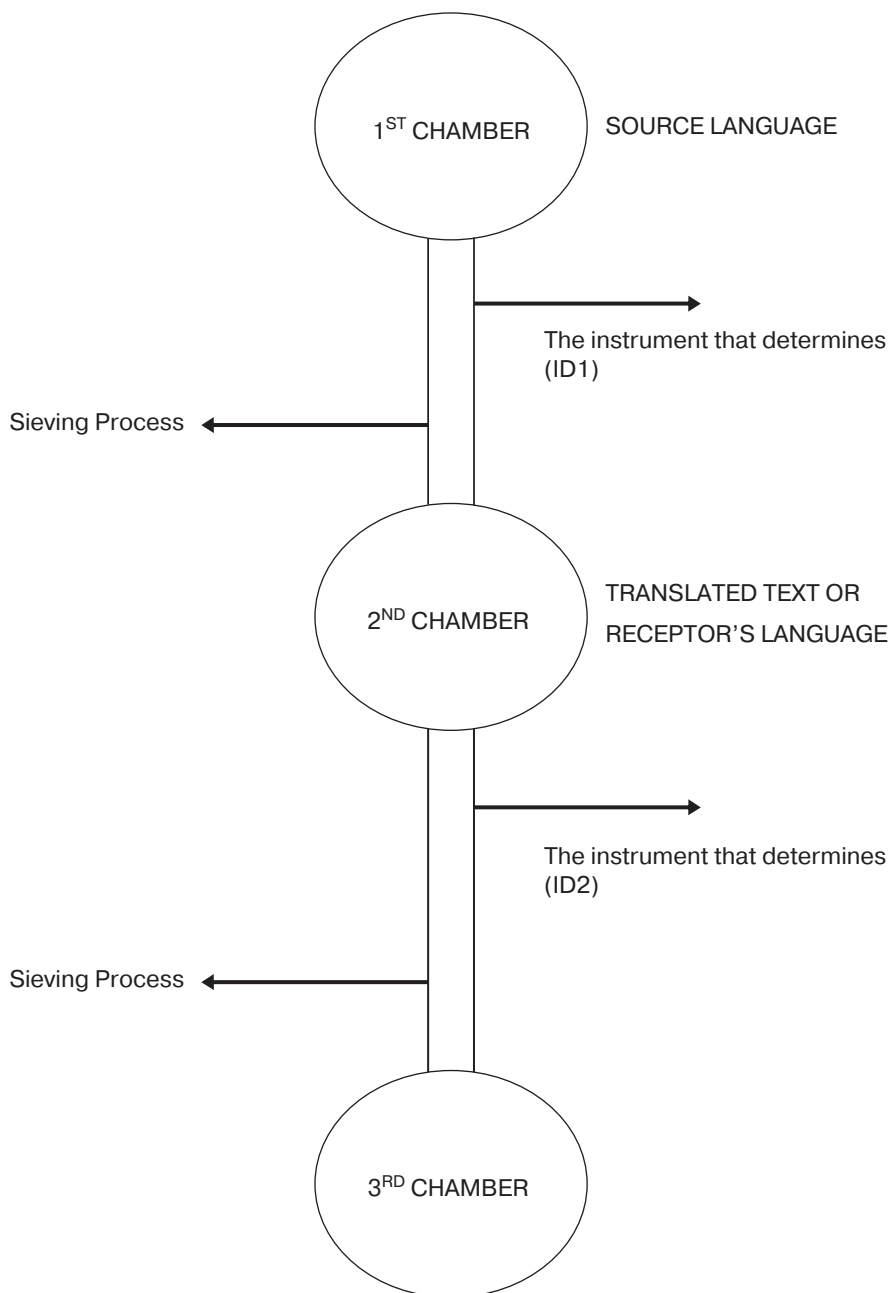 1ST CHAMBER
SOURCE LANGUAGE
The instrument that determines
(ID1)
Sieving Process
2ND CHAMBER
TRANSLATED TEXT OR
RECEPTOR’S LANGUAGE
The instrument that determines
(ID2)
Sieving Process
3RD CHAMBER